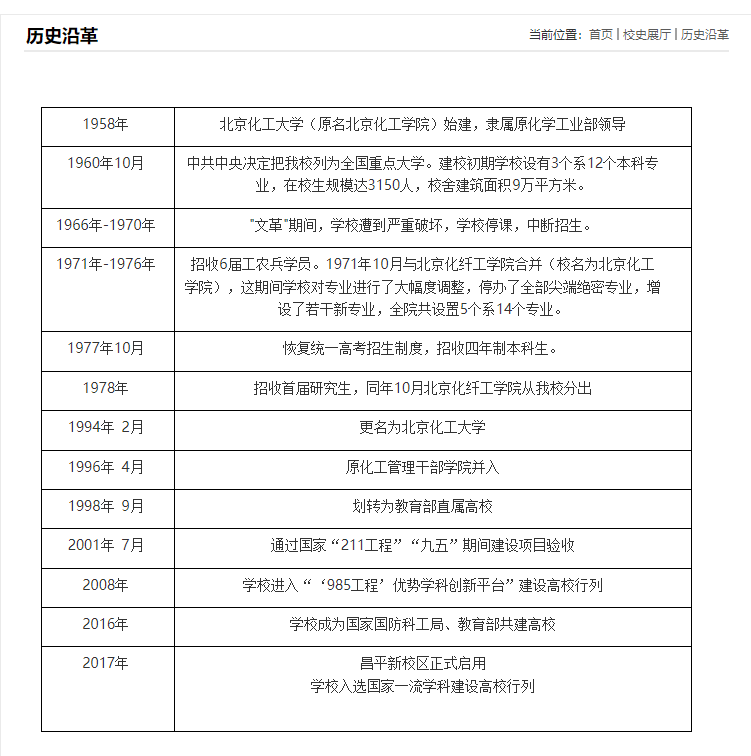 历史沿革
当前位置：首页 | 校史展厅 | 历史沿革
1958年
北京化工大学（原名北京化工学院）始建，隶属原化学工业部领导
1960年10月
中共中央决定把我校列为全国重点大学。建校初期学校设有3个系12个本科专
业，在校生规模达3150人，校舍建筑面积9万平方米。
1966年-1970年
"文革"期间，学校遭到严重破坏，学校停课，中断招生。
1971年-1976年
招收6届工农兵学员。1971年10月与北京化纤工学院合并（校名为北京化工
学院），这期间学校对专业进行了大幅度调整，停办了全部尖端绝密专业，增
设了若干新专业，全院共设置5个系14个专业。
1977年10月
恢复统一高考招生制度，招收四年制本科生。
1978年
招收首届研究生，同年10月北京化纤工学院从我校分出
1994年 2月
更名为北京化工大学
1996年 4月
原化工管理干部学院并入
1998年 9月
划转为教育部直属高校
2001年 7月
通过国家“211工程”“九五”期间建设项目验收
2008年
学校进入“‘985工程’优势学科创新平台”建设高校行列
2016年
学校成为国家国防科工局、教育部共建高校
2017年
昌平新校区正式启用
学校入选国家一流学科建设高校行列